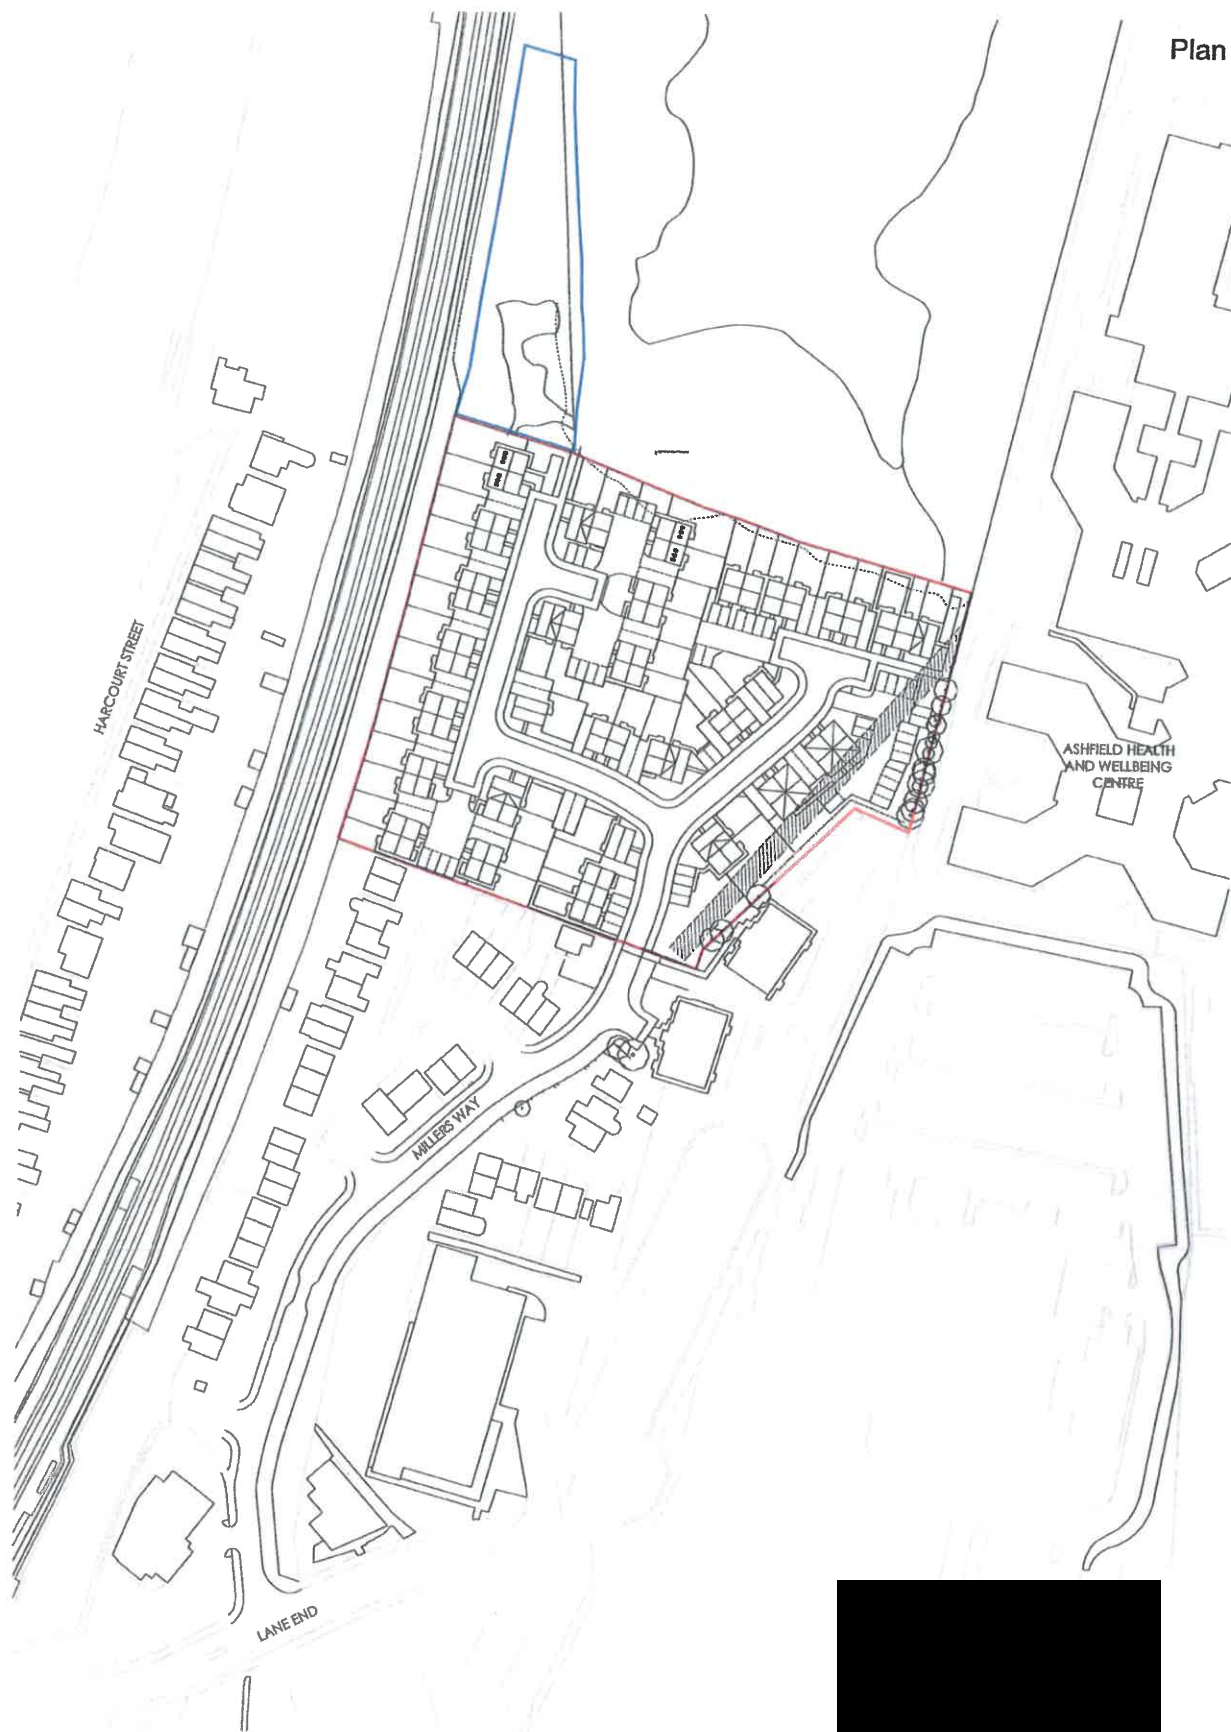 Plan
HARCOURT STREET
ASHFIELD HEALTH
AND WELLBEING
CENTRE
MILLERS WAY
LANE END